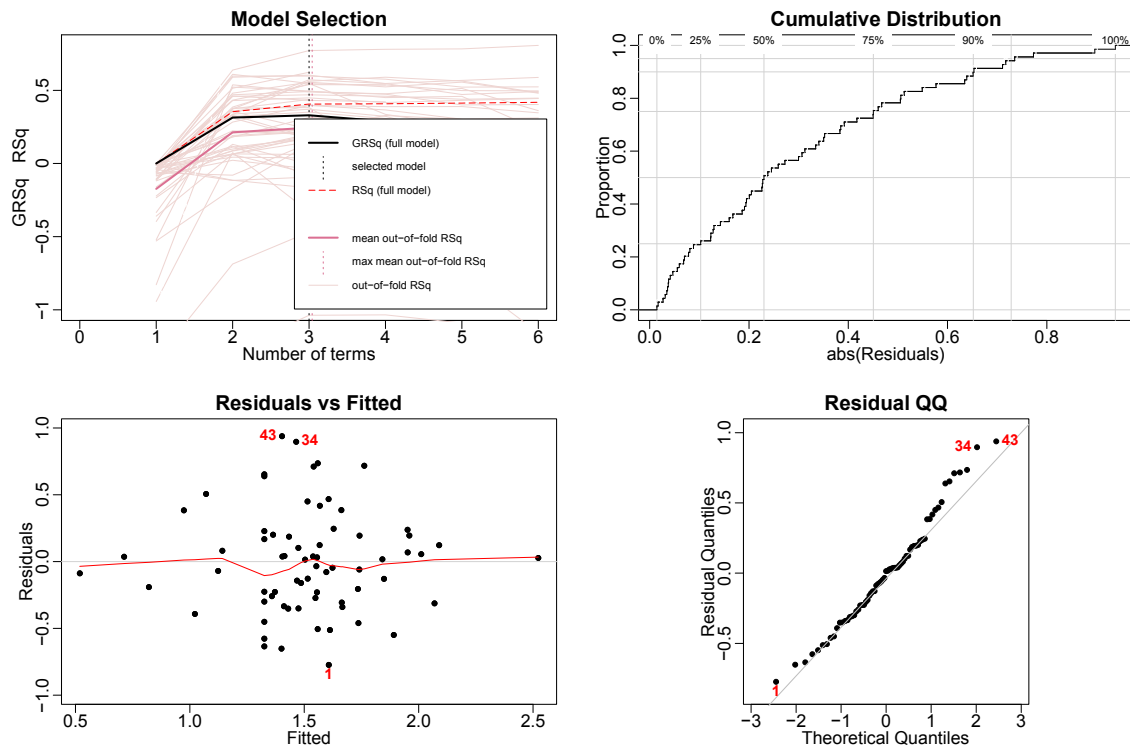 Model Selection
GRSq RSq
0.5
0
−0.5
−1
GRSq (full model)
selected model
RSq (full model)
mean out−of−fold RSq
max mean out−of−fold RSq
out−of−fold RSq
0 1 2 3 4 5 6
Number of terms
Cumulative Distribution
0% 25% 50% 75% 90% 100%
Proportion
1.0
0.8
0.6
0.4
0.2
0.0
0.0 0.2 0.4 0.6 0.8
abs(Residuals)
Residuals vs Fitted
Residuals
1.0
0.5
0.0
−0.5
−1.0
43 34
1
0.5 1.0 1.5 2.0 2.5
Fitted
Residual QQ
Residual Quantiles
1.0
0.5
0.0
−0.5
34 43
1
−3 −2 −1 0 1 2 3
Theoretical Quantiles